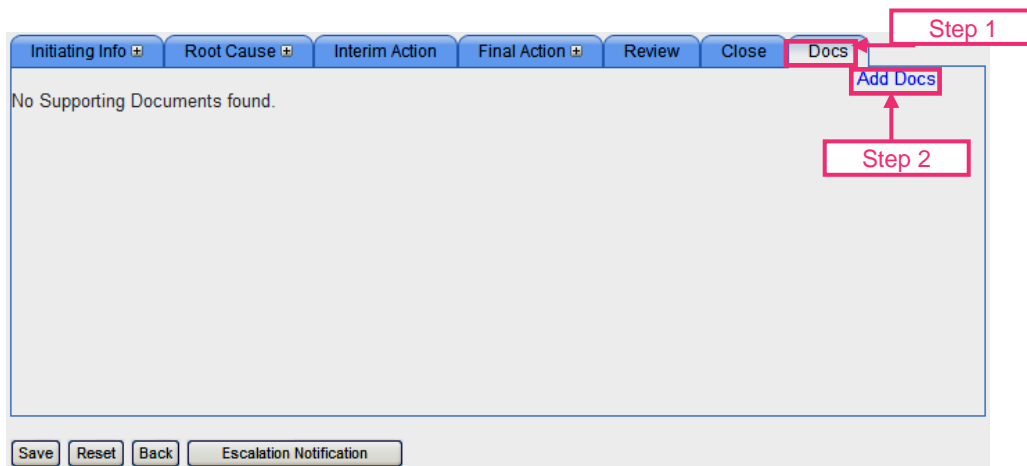 Step 1
Initiating Info Root Cause Interim Action Final Action Review Close Docs
Add Docs
No Supporting Documents found.
Step 2
Save Reset Back Escalation Notification